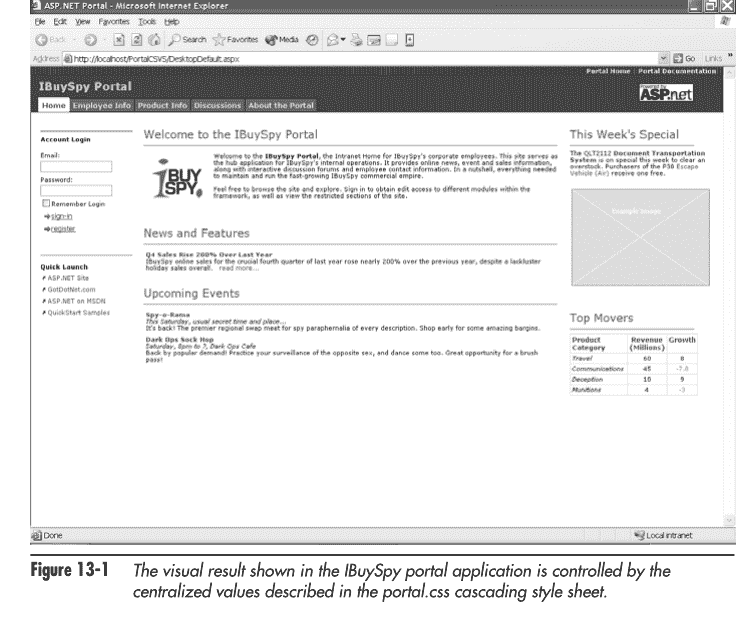 ASP.NET Portal - Microsoft Internet Explorer
File Edit View Favorites Tools Help
Back Search Favorites Media
Address http://localhost/PortalCSVS/DesktopDefault.aspx Go Links »
Portal Home | Portal Documentation
IBuySpy Portal
Powered by ASP.net
Home Employee Info Product Info Discussions About the Portal
Account Login
Email:
Password:
Remember Login
sign-in
register
Quick Launch
ASP.NET Site
GotDotNet.com
ASP.NET on MSDN
QuickStart Samples
Welcome to the IBuySpy Portal
iBUY
SPY.
Welcome to the IBuySpy Portal, the Intranet Home for IBuySpy's corporate employees. This site serves as
the hub application for IBuySpy's internal operations. It provides online news, event and sales information,
along with interactive discussion forums and employee contact information. In a nutshell, everything needed
to maintain and run the fast-growing IBuySpy commercial empire.
Feel free to browse the site and explore. Sign in to obtain edit access to different modules within the
framework, as well as view the restricted sections of the site.
News and Features
Q4 Sales Rise 200% Over Last Year
IBuySpy online sales for the crucial fourth quarter of last year rose nearly 200% over the previous year, despite a lackluster
holiday sales overall. read more...
Upcoming Events
Spy-o-Rama
This Saturday, usual secret time and place...
It's back! The premier regional swap meet for spy paraphernalia of every description. Shop early for some amazing bargins.
Dark Ops Sock Hop
Saturday, 8pm to ?, Dark Ops Cafe
Back by popular demand! Practice your surveillance of the opposite sex, and dance some too. Great opportunity for a brush
pass!
This Week's Special
The QLT2112 Document Transportation
System is on special this week to clear an
overstock. Purchasers of the P38 Escape
Vehicle (Air) receive one free.
Example Image
Top Movers
Product Category Revenue (Millions) Growth
Travel 60 8
Communications 45 -7.8
Deception 10 9
Munitions 4 -3
Done Local intranet
Figure 13-1 The visual result shown in the IBuySpy portal application is controlled by the
centralized values described in the portal.css cascading style sheet.